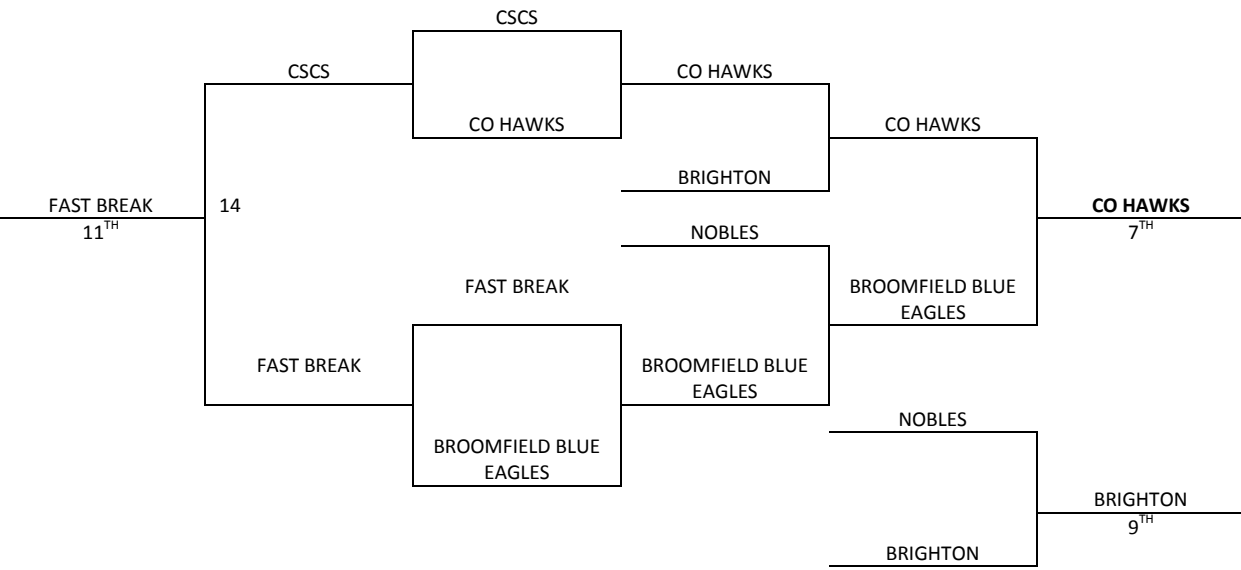 CSCS
CSCS
CO HAWKS
CO HAWKS
CO HAWKS
BRIGHTON
FAST BREAK
14
CO HAWKS
11TH
7TH
NOBLES
FAST BREAK
BROOMFIELD BLUE
EAGLES
FAST BREAK
BROOMFIELD BLUE
EAGLES
NOBLES
BROOMFIELD BLUE
EAGLES
BRIGHTON
9TH
BRIGHTON